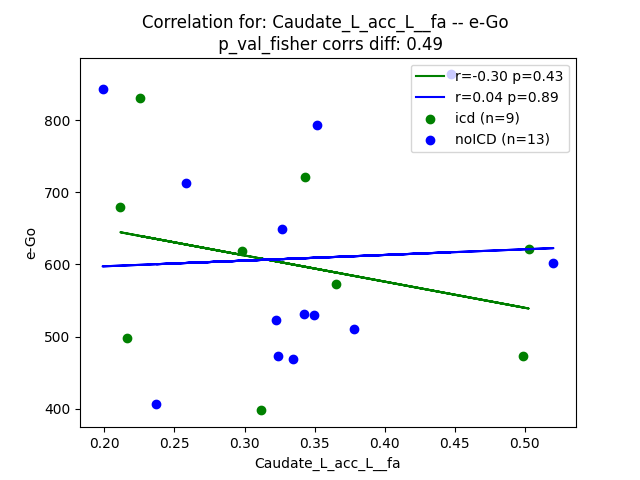 Correlation for: Caudate_L_acc_L__fa -- e-Go
p_val_fisher corrs diff: 0.49
r=-0.30 p=0.43
r=0.04 p=0.89
icd (n=9)
noICD (n=13)
e-Go
800
700
600
500
400
0.20 0.25 0.30 0.35 0.40 0.45 0.50
Caudate_L_acc_L__fa